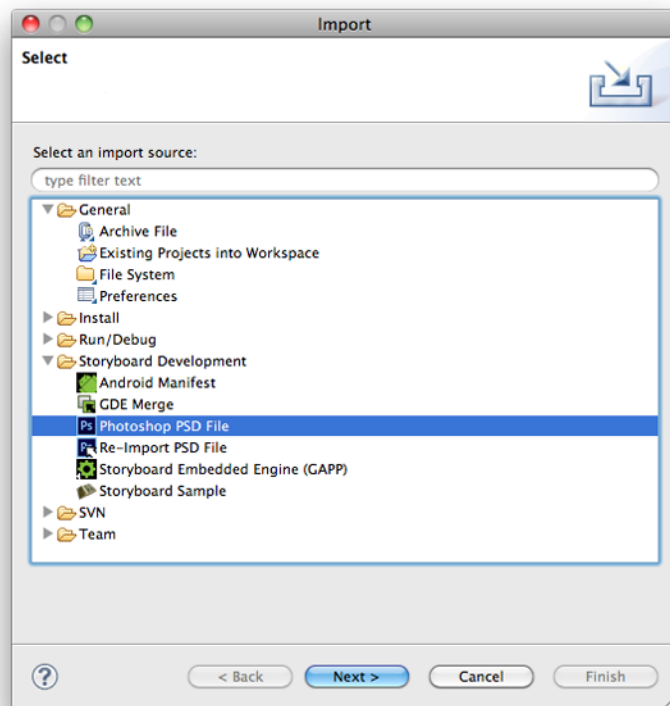 Import
Select
Select an import source:
type filter text
General
Archive File
Existing Projects into Workspace
File System
Preferences
Install
Run/Debug
Storyboard Development
Android Manifest
GDE Merge
Ps Photoshop PSD File
Re-Import PSD File
Storyboard Embedded Engine (GAPP)
Storyboard Sample
SVN
Team
? < Back Next > Cancel Finish